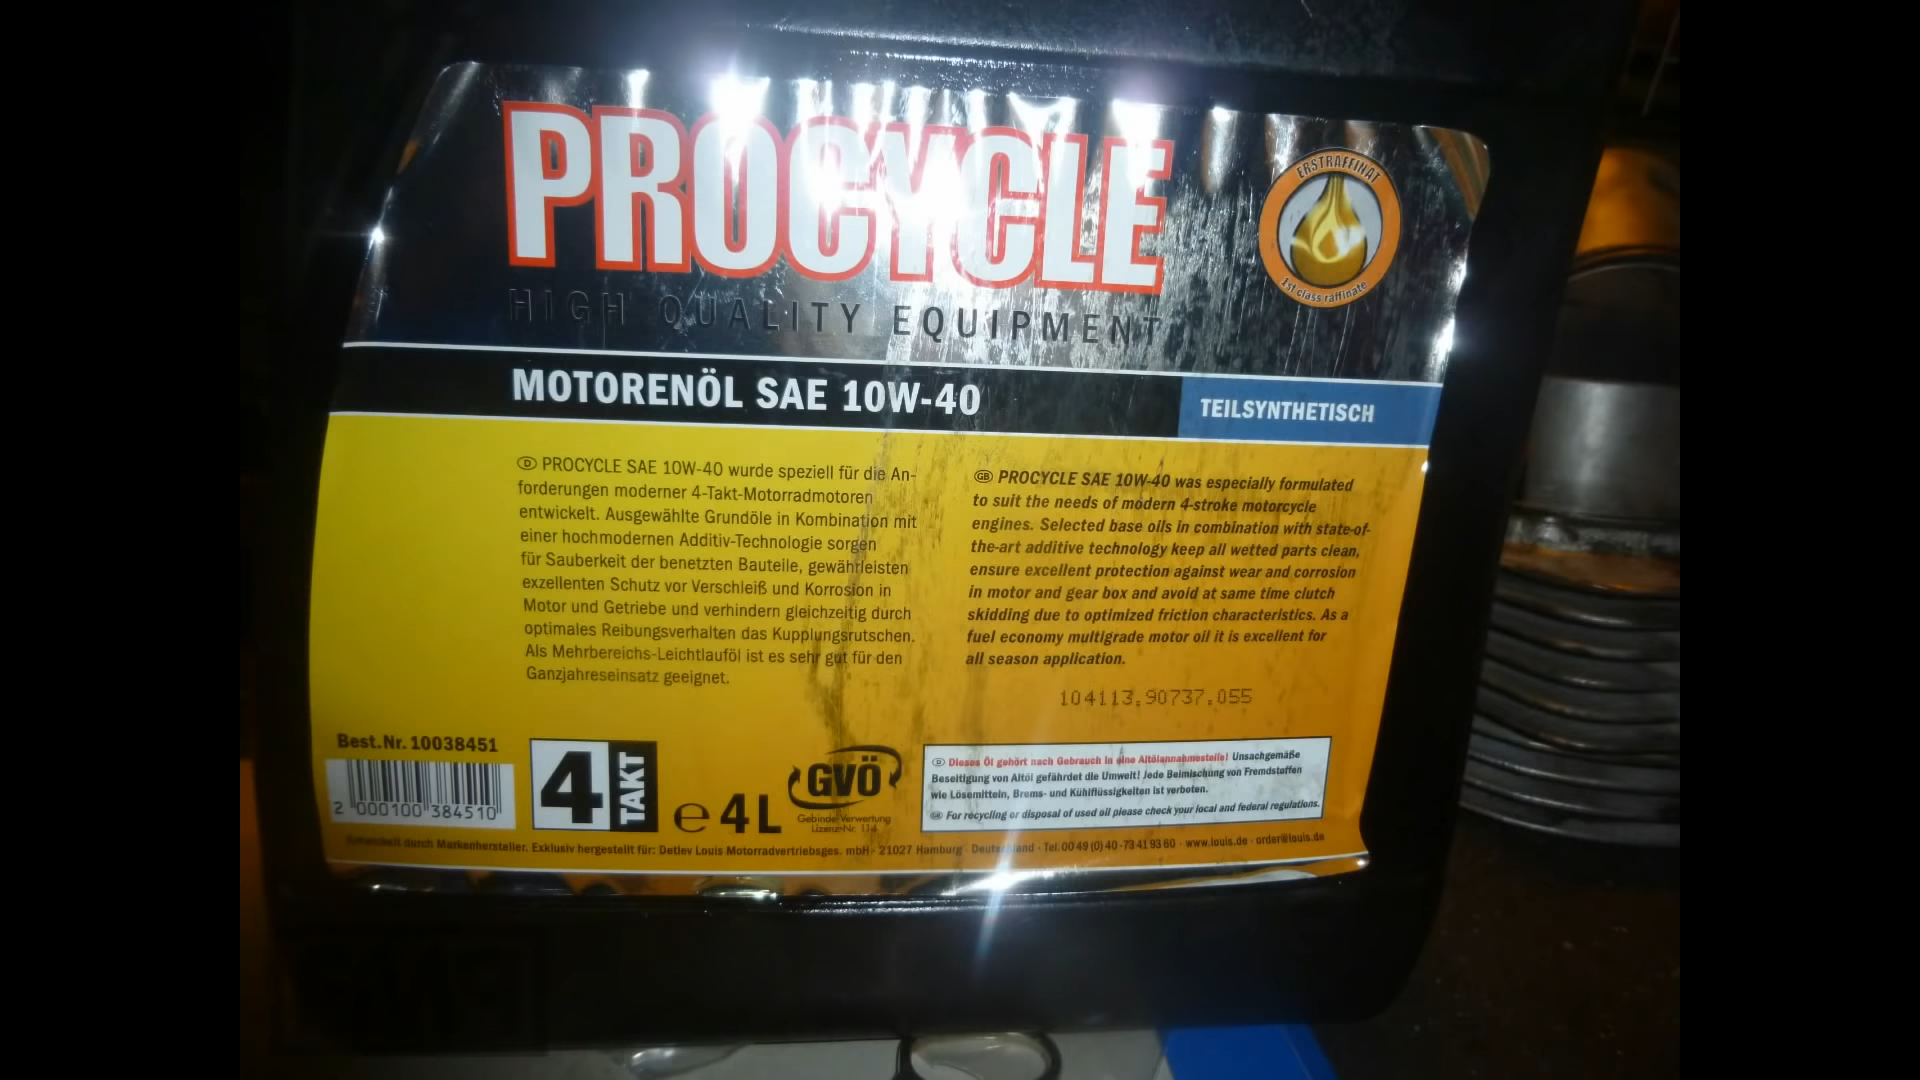 PROCYCLE
HIGH QUALITY EQUIPMENT
ERSTRAFFINAT
1st class raffinate
MOTORENÖL SAE 10W-40
TEILSYNTHETISCH
D PROCYCLE SAE 10W-40 wurde speziell für die An-
forderungen moderner 4-Takt-Motorradmotoren
entwickelt. Ausgewählte Grundöle in Kombination mit
einer hochmodernen Additiv-Technologie sorgen
für Sauberkeit der benetzten Bauteile, gewährleisten
exzellenten Schutz vor Verschleiß und Korrosion in
Motor und Getriebe und verhindern gleichzeitig durch
optimales Reibungsverhalten das Kupplungsrutschen.
Als Mehrbereichs-Leichtlauföl ist es sehr gut für den
Ganzjahreseinsatz geeignet.
GB PROCYCLE SAE 10W-40 was especially formulated
to suit the needs of modern 4-stroke motorcycle
engines. Selected base oils in combination with state-of-
the-art additive technology keep all wetted parts clean,
ensure excellent protection against wear and corrosion
in motor and gear box and avoid at same time clutch
skidding due to optimized friction characteristics. As a
fuel economy multigrade motor oil it is excellent for
all season application.
104113.90737.055
Best.Nr. 10038451
2 000100 384510
4 TAKT
e 4L
GVÖ
Gebinde-Verwertung
Lizenz-Nr. 114
D Dieses Öl gehört nach Gebrauch in eine Altölannahmestelle! Unsachgemäße
Beseitigung von Altöl gefährdet die Umwelt! Jede Beimischung von Fremdstoffen
wie Lösemitteln, Brems- und Kühlflüssigkeiten ist verboten.
GB For recycling or disposal of used oil please check your local and federal regulations.
Entwickelt durch Markenhersteller. Exklusiv hergestellt für: Detlev Louis Motorradvertriebsges. mbH · 21027 Hamburg · Deutschland · Tel. 00 49 (0) 40 - 73 41 93 60 · www.louis.de · order@louis.de